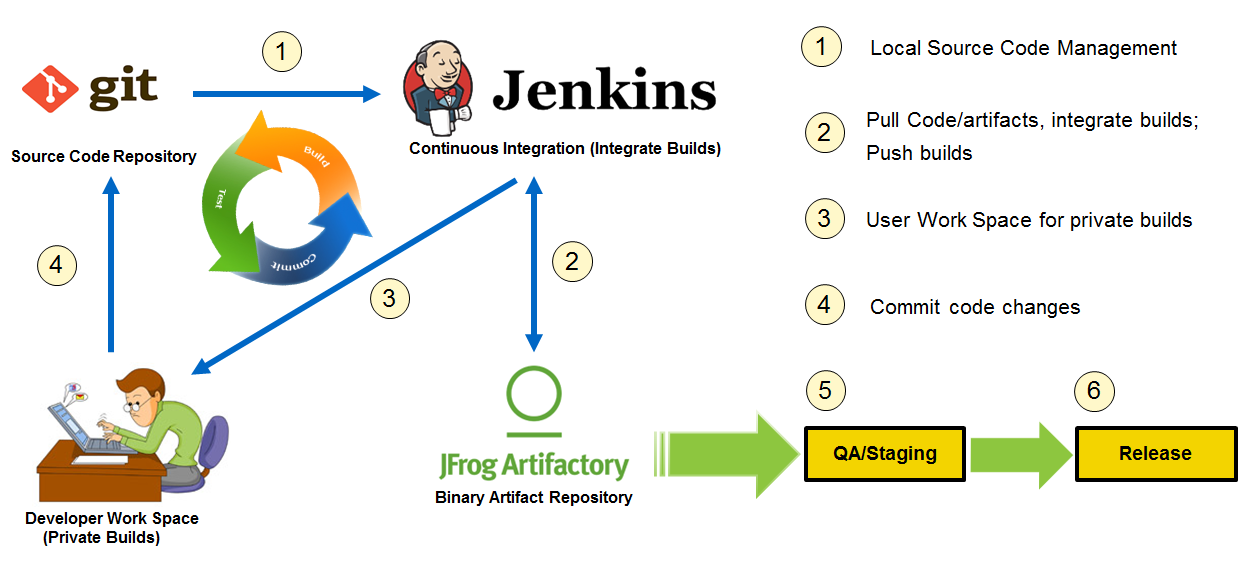 1
git
Jenkins
Source Code Repository
Continuous Integration (Integrate Builds)
Build
Test
Commit
4
3
2
Developer Work Space
(Private Builds)
JFrog Artifactory
Binary Artifact Repository
1 Local Source Code Management
2 Pull Code/artifacts, integrate builds;
Push builds
3 User Work Space for private builds
4 Commit code changes
5
6
QA/Staging
Release